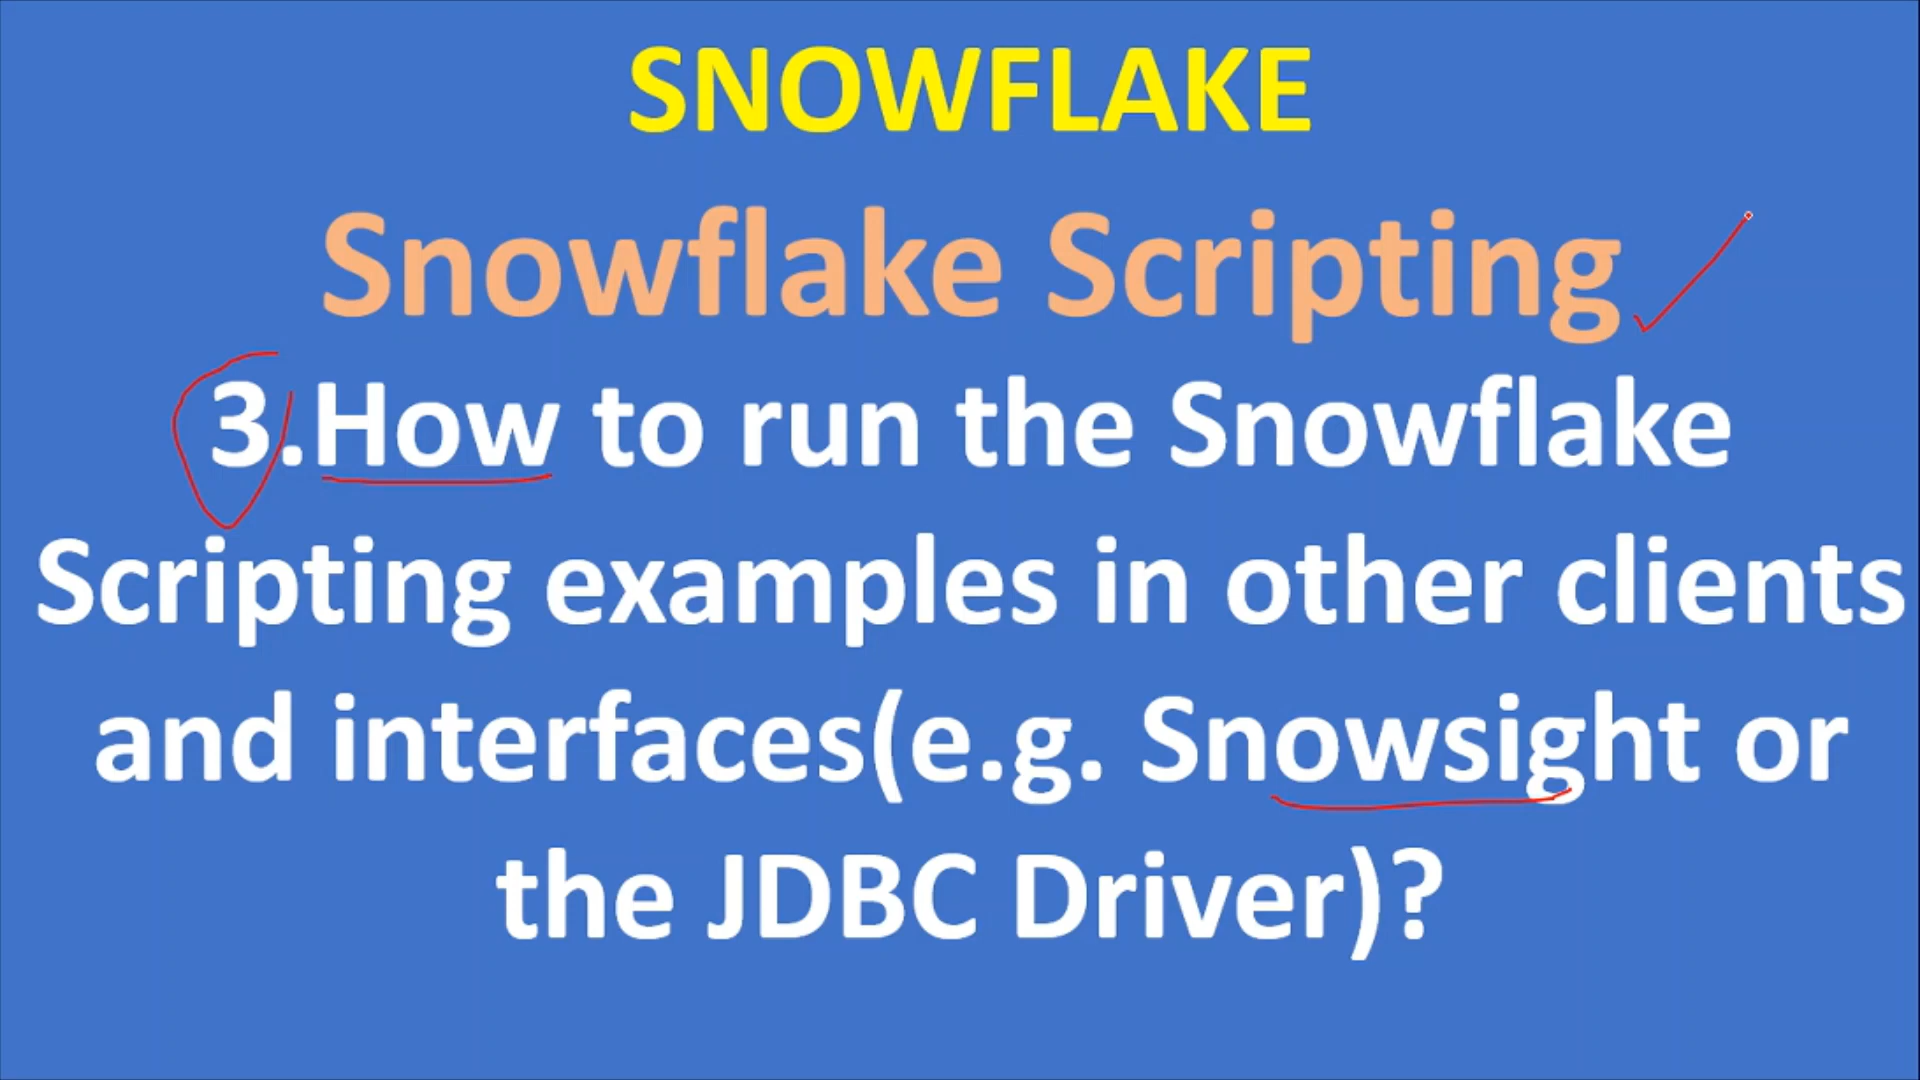 SNOWFLAKE
Snowflake Scripting
3.How to run the Snowflake
Scripting examples in other clients
and interfaces(e.g. Snowsight or
the JDBC Driver)?